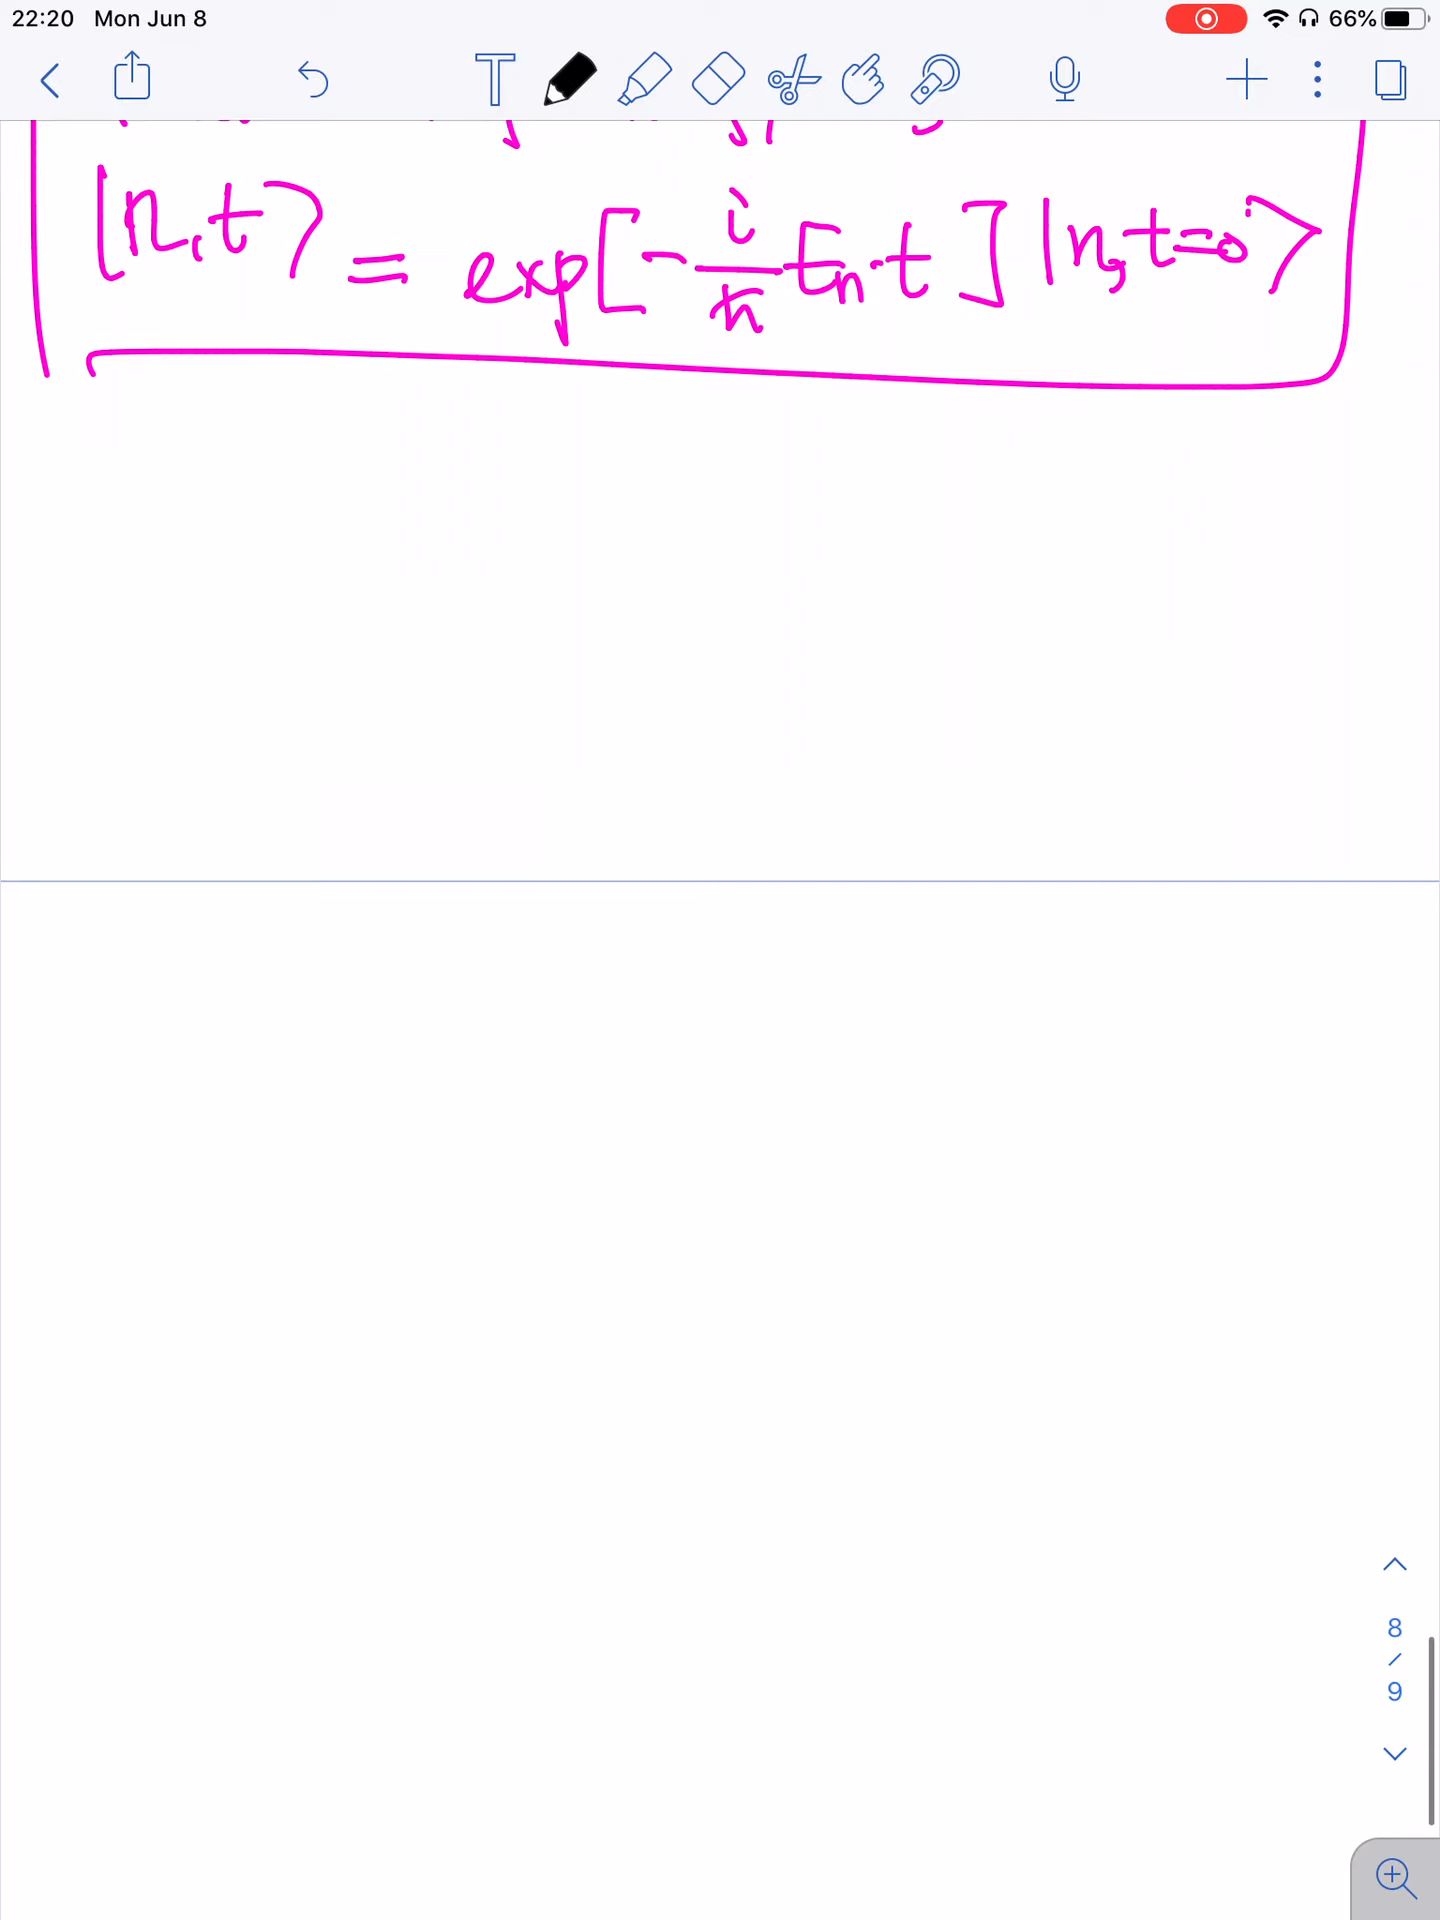 22:20 Mon Jun 8 66%
T
|n,t⟩ = exp[-i/ħ Eₙ·t] |n, t=0⟩
8
/
9